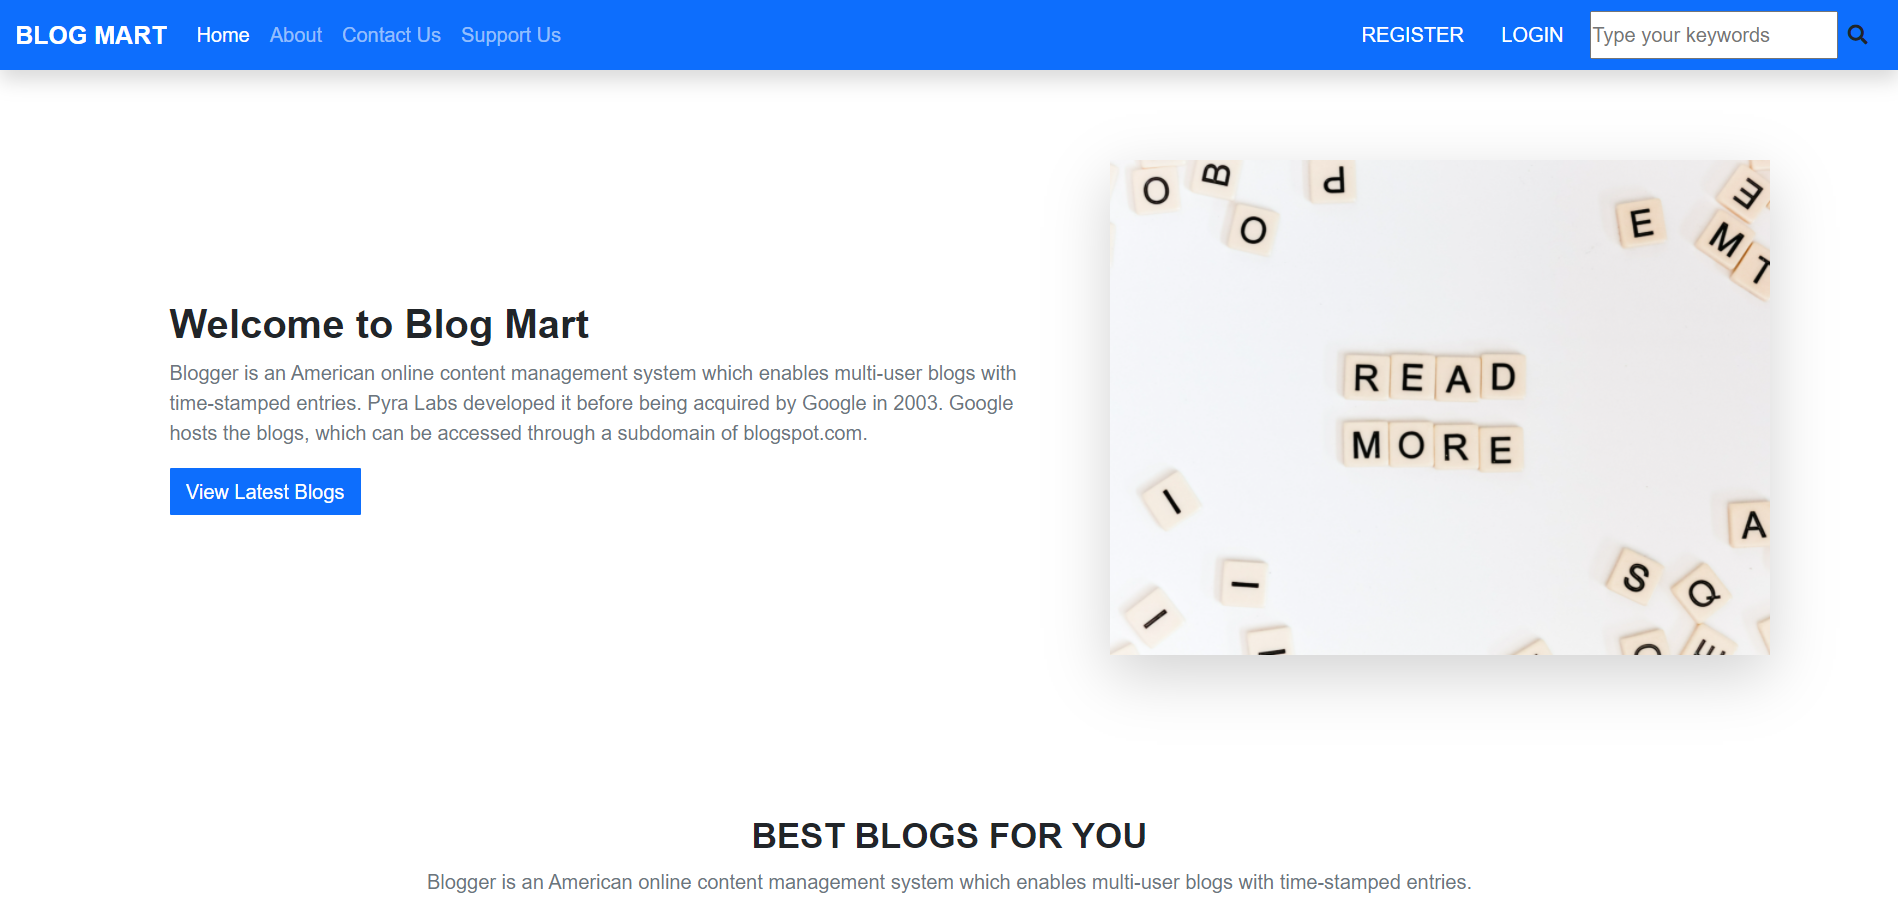 BLOG MART Home About Contact Us Support Us REGISTER LOGIN Type your keywords
O B P
O
E E
M
T
Welcome to Blog Mart
Blogger is an American online content management system which enables multi-user blogs with
time-stamped entries. Pyra Labs developed it before being acquired by Google in 2003. Google
hosts the blogs, which can be accessed through a subdomain of blogspot.com.
View Latest Blogs
READ
MORE
I
A
I
S Q
I
E
BEST BLOGS FOR YOU
Blogger is an American online content management system which enables multi-user blogs with time-stamped entries.